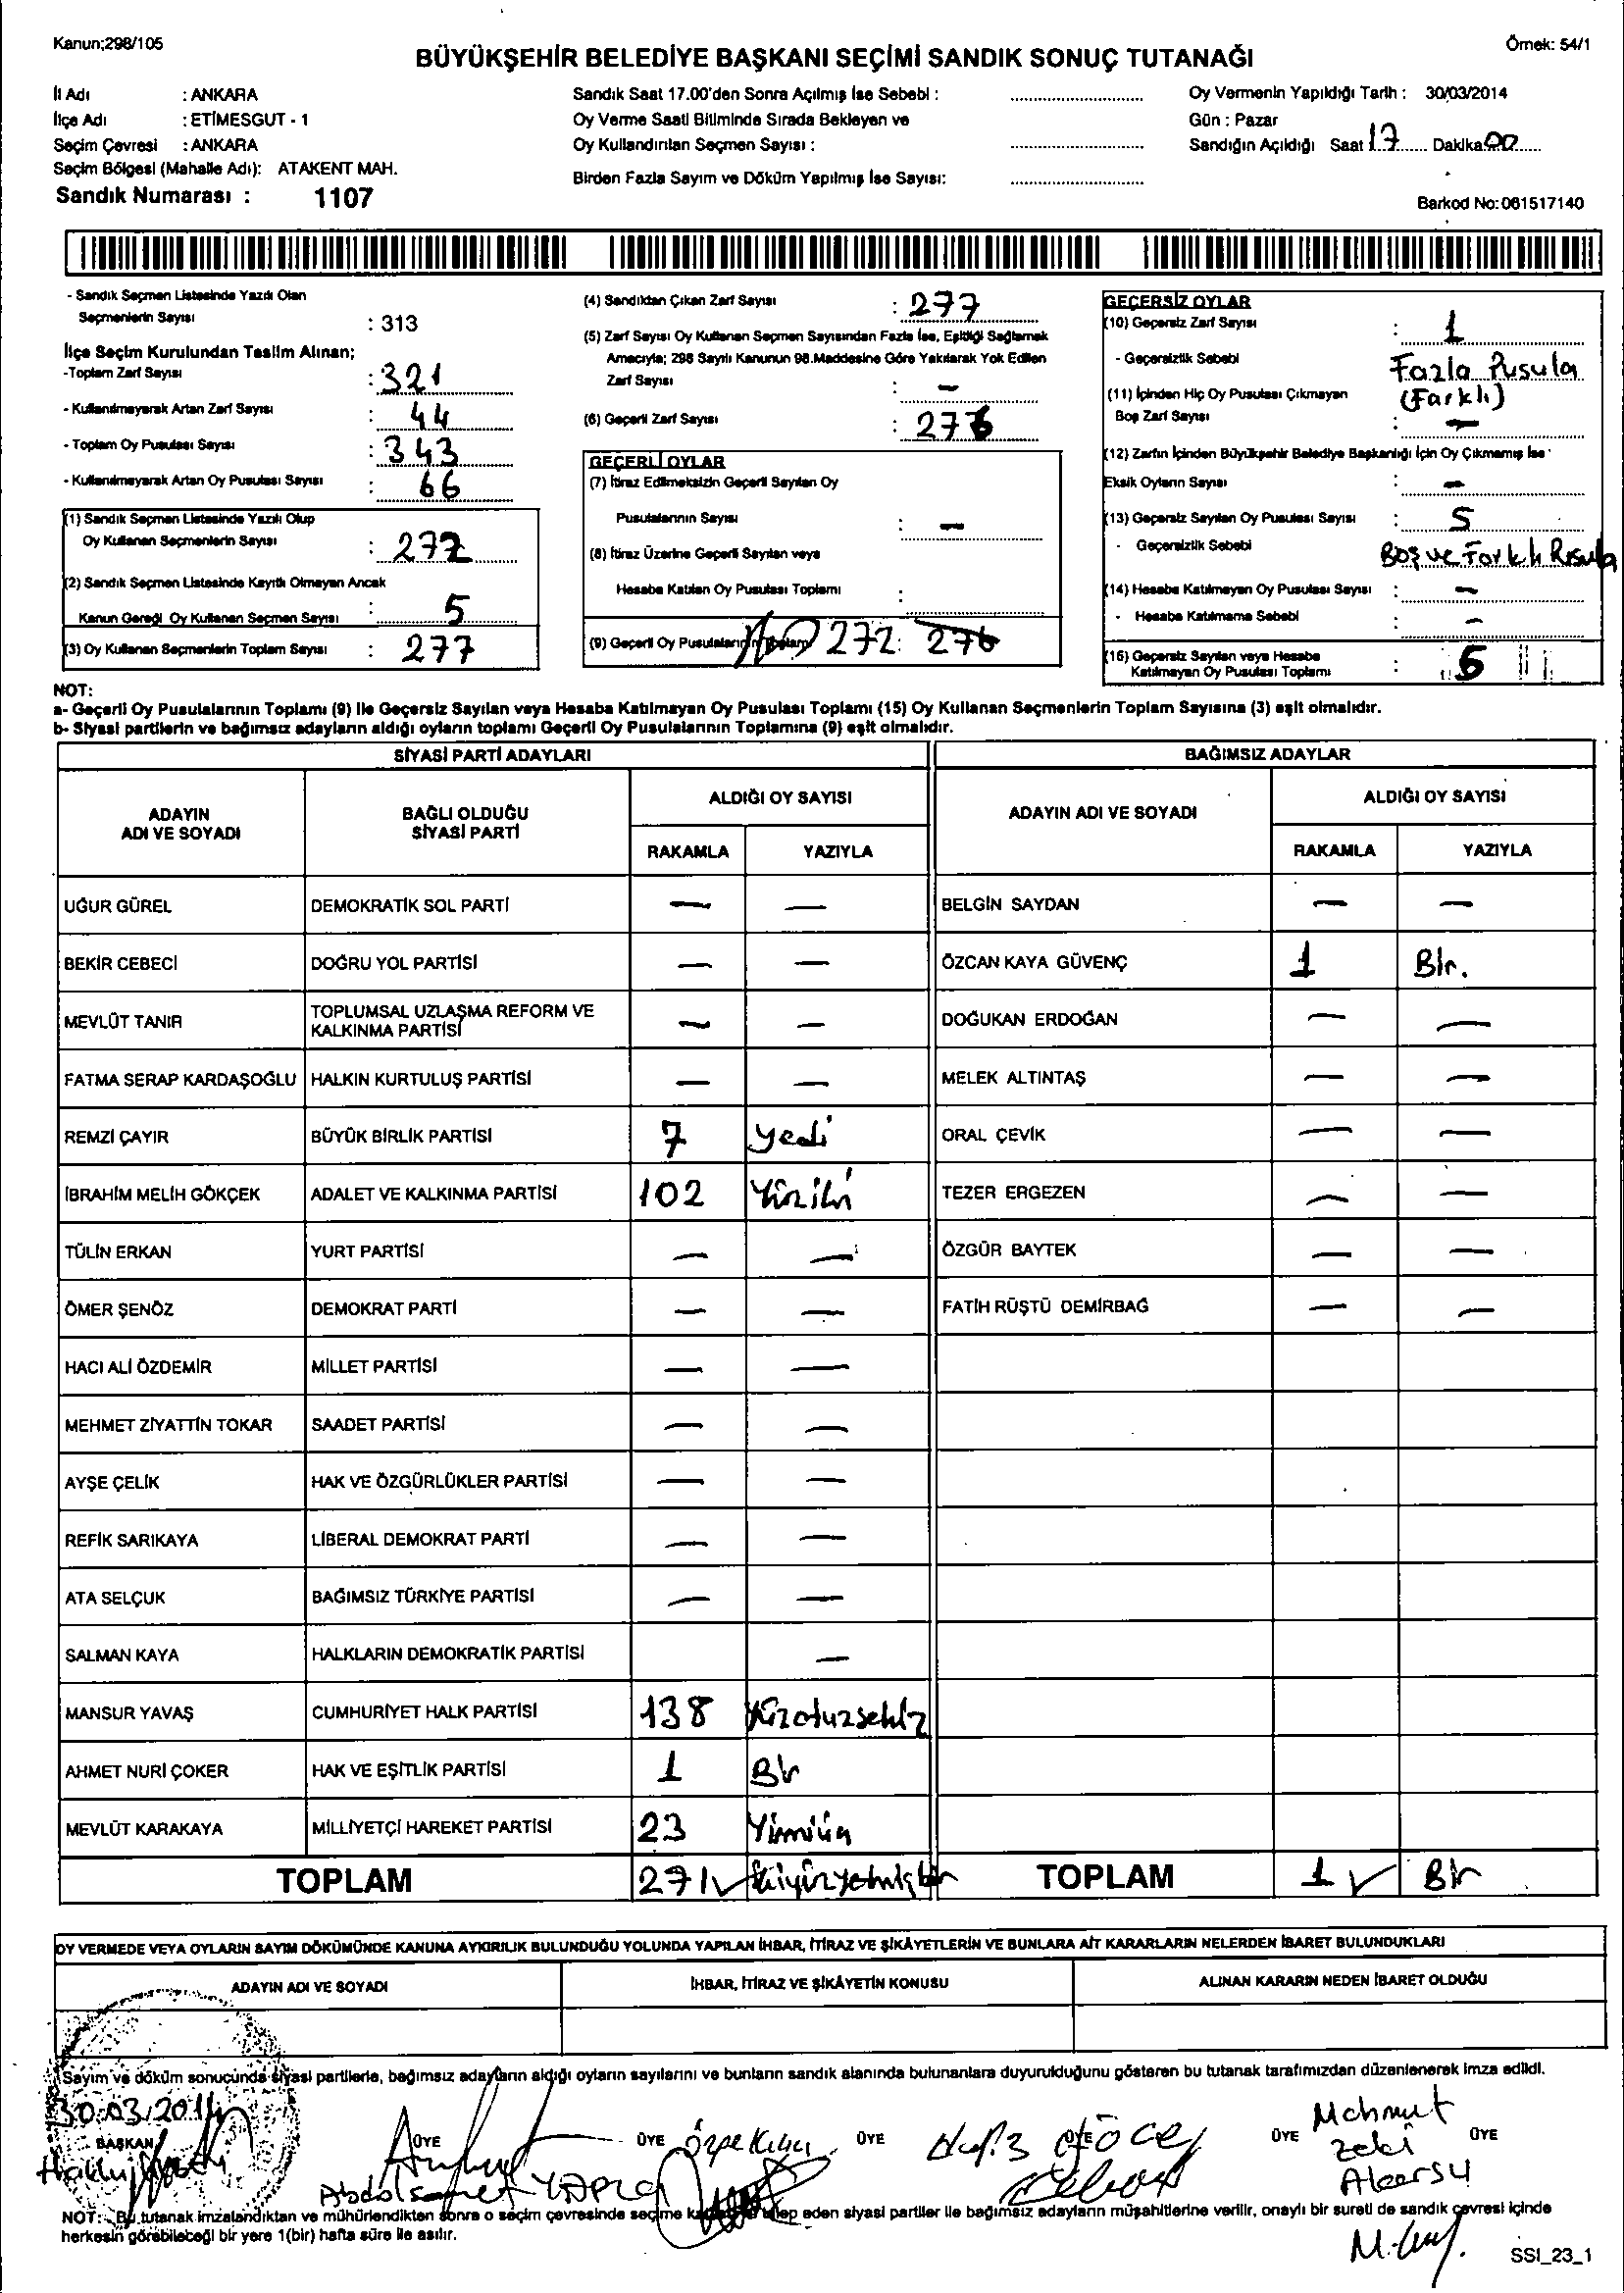 Kanun;298/105
Örnek: 54/1
BÜYÜKŞEHİR BELEDİYE BAŞKANI SEÇİMİ SANDIK SONUÇ TUTANAĞI
İl Adı : ANKARA
İlçe Adı : ETİMESGUT - 1
Seçim Çevresi : ANKARA
Seçim Bölgesi (Mahalle Adı): ATAKENT MAH.
Sandık Numarası : 1107
Sandık Saat 17.00'den Sonra Açılmış İse Sebebi :
Oy Verme Saati Bitiminde Sırada Bekleyen ve
Oy Kullandırılan Seçmen Sayısı :
Birden Fazla Sayım ve Döküm Yapılmış İse Sayısı:
Oy Vermenin Yapıldığı Tarih : 30/03/2014
Gün : Pazar
Sandığın Açıldığı Saat 17 Dakika 00
Barkod No:061517140
- Sandık Seçmen Listesinde Yazılı Olan
Seçmenlerin Sayısı : 313
İlçe Seçim Kurulundan Teslim Alınan;
-Toplam Zarf Sayısı : 321
- Kullanılmayarak Artan Zarf Sayısı : 44
- Toplam Oy Pusulası Sayısı : 343
- Kullanılmayarak Artan Oy Pusulası Sayısı : 66
(1) Sandık Seçmen Listesinde Yazılı Olup
Oy Kullanan Seçmenlerin Sayısı : 272
(2) Sandık Seçmen Listesinde Kayıtlı Olmayan Ancak
Kanun Gereği Oy Kullanan Seçmen Sayısı : 5
(3) Oy Kullanan Seçmenlerin Toplam Sayısı : 277
(4) Sandıktan Çıkan Zarf Sayısı : 277
(5) Zarf Sayısı Oy Kullanan Seçmen Sayısından Fazla İse, Eşitliği Sağlamak
Amacıyla; 298 Sayılı Kanunun 98.Maddesine Göre Yakılarak Yok Edilen
Zarf Sayısı : -
(6) Geçerli Zarf Sayısı : 276
GEÇERLİ OYLAR
(7) İtiraz Edilmeksizin Geçerli Sayılan Oy
Pusulalarının Sayısı : -
(8) İtiraz Üzerine Geçerli Sayılan veya
Hesaba Katılan Oy Pusulası Toplamı :
(9) Geçerli Oy Pusulalarının Toplamı 272 : 276
GEÇERSİZ OYLAR
(10) Geçersiz Zarf Sayısı : 1
- Geçersizlik Sebebi Fazla Pusula
(Farklı)
(11) İçinden Hiç Oy Pusulası Çıkmayan
Boş Zarf Sayısı : -
(12) Zarfın İçinden Büyükşehir Belediye Başkanlığı İçin Oy Çıkmamış İse
Eksik Oyların Sayısı : -
(13) Geçersiz Sayılan Oy Pusulası Sayısı : 5
- Geçersizlik Sebebi Boş ve Farklı Pusula
(14) Hesaba Katılmayan Oy Pusulası Sayısı : -
- Hesaba Katılmama Sebebi : -
(15) Geçersiz Sayılan veya Hesaba
Katılmayan Oy Pusulası Toplamı : 5
NOT:
a- Geçerli Oy Pusulalarının Toplamı (9) ile Geçersiz Sayılan veya Hesaba Katılmayan Oy Pusulası Toplamı (15) Oy Kullanan Seçmenlerin Toplam Sayısına (3) eşit olmalıdır.
b- Siyasi partilerin ve bağımsız adayların aldığı oyların toplamı Geçerli Oy Pusulalarının Toplamına (9) eşit olmalıdır.
SİYASİ PARTİ ADAYLARI BAĞIMSIZ ADAYLAR
ADAYIN ADI VE SOYADI BAĞLI OLDUĞU SİYASİ PARTİ ALDIĞI OY SAYISI ADAYIN ADI VE SOYADI ALDIĞI OY SAYISI
RAKAMLA YAZIYLA RAKAMLA YAZIYLA
UĞUR GÜREL DEMOKRATİK SOL PARTİ - - BELGİN SAYDAN - -
BEKİR CEBECİ DOĞRU YOL PARTİSİ - - ÖZCAN KAYA GÜVENÇ 1 Bir.
MEVLÜT TANIR TOPLUMSAL UZLAŞMA REFORM VE KALKINMA PARTİSİ - - DOĞUKAN ERDOĞAN - -
FATMA SERAP KARDAŞOĞLU HALKIN KURTULUŞ PARTİSİ - - MELEK ALTINTAŞ - -
REMZİ ÇAYIR BÜYÜK BİRLİK PARTİSİ 7 Yedi ORAL ÇEVİK - -
İBRAHİM MELİH GÖKÇEK ADALET VE KALKINMA PARTİSİ 102 Yüziki TEZER ERGEZEN - -
TÜLİN ERKAN YURT PARTİSİ - - ÖZGÜR BAYTEK - -
ÖMER ŞENÖZ DEMOKRAT PARTİ - - FATİH RÜŞTÜ DEMİRBAĞ - -
HACI ALİ ÖZDEMİR MİLLET PARTİSİ - -
MEHMET ZİYATTİN TOKAR SAADET PARTİSİ - -
AYŞE ÇELİK HAK VE ÖZGÜRLÜKLER PARTİSİ - -
REFİK SARIKAYA LİBERAL DEMOKRAT PARTİ - -
ATA SELÇUK BAĞIMSIZ TÜRKİYE PARTİSİ - -
SALMAN KAYA HALKLARIN DEMOKRATİK PARTİSİ -
MANSUR YAVAŞ CUMHURİYET HALK PARTİSİ 138 Yüzotuzsekiz
AHMET NURİ ÇOKER HAK VE EŞİTLİK PARTİSİ 1 Bir
MEVLÜT KARAKAYA MİLLİYETÇİ HAREKET PARTİSİ 23 Yirmiüç
TOPLAM 271 İkiyüzyetmişbir TOPLAM 1 Bir
OY VERMEDE VEYA OYLARIN SAYIM DÖKÜMÜNDE KANUNA AYKIRILIK BULUNDUĞU YOLUNDA YAPILAN İHBAR, İTİRAZ VE ŞİKÂYETLERİN VE BUNLARA AİT KARARLARIN NELERDEN İBARET BULUNDUKLARI
ADAYIN ADI VE SOYADI İHBAR, İTİRAZ VE ŞİKÂYETİN KONUSU ALINAN KARARIN NEDEN İBARET OLDUĞU
Sayım ve döküm sonucunda siyasi partilerle, bağımsız adayların aldığı oyların sayılarını ve bunların sandık alanında bulunanlara duyurulduğunu gösteren bu tutanak tarafımızdan düzenlenerek imza edildi.
30.03.2014
BAŞKAN ÜYE ÜYE ÜYE ÜYE ÜYE
Mehmut
Zeki
Akersu
NOT: Bu tutanak imzalandıktan ve mühürlendikten sonra o seçim çevresinde seçime eden siyasi partiler ile bağımsız adayların müşahitlerine verilir, onaylı bir sureti de sandık çevresi içinde
herkesin görebileceği bir yere 1(bir) hafta süre ile asılır.
SSI_23_1